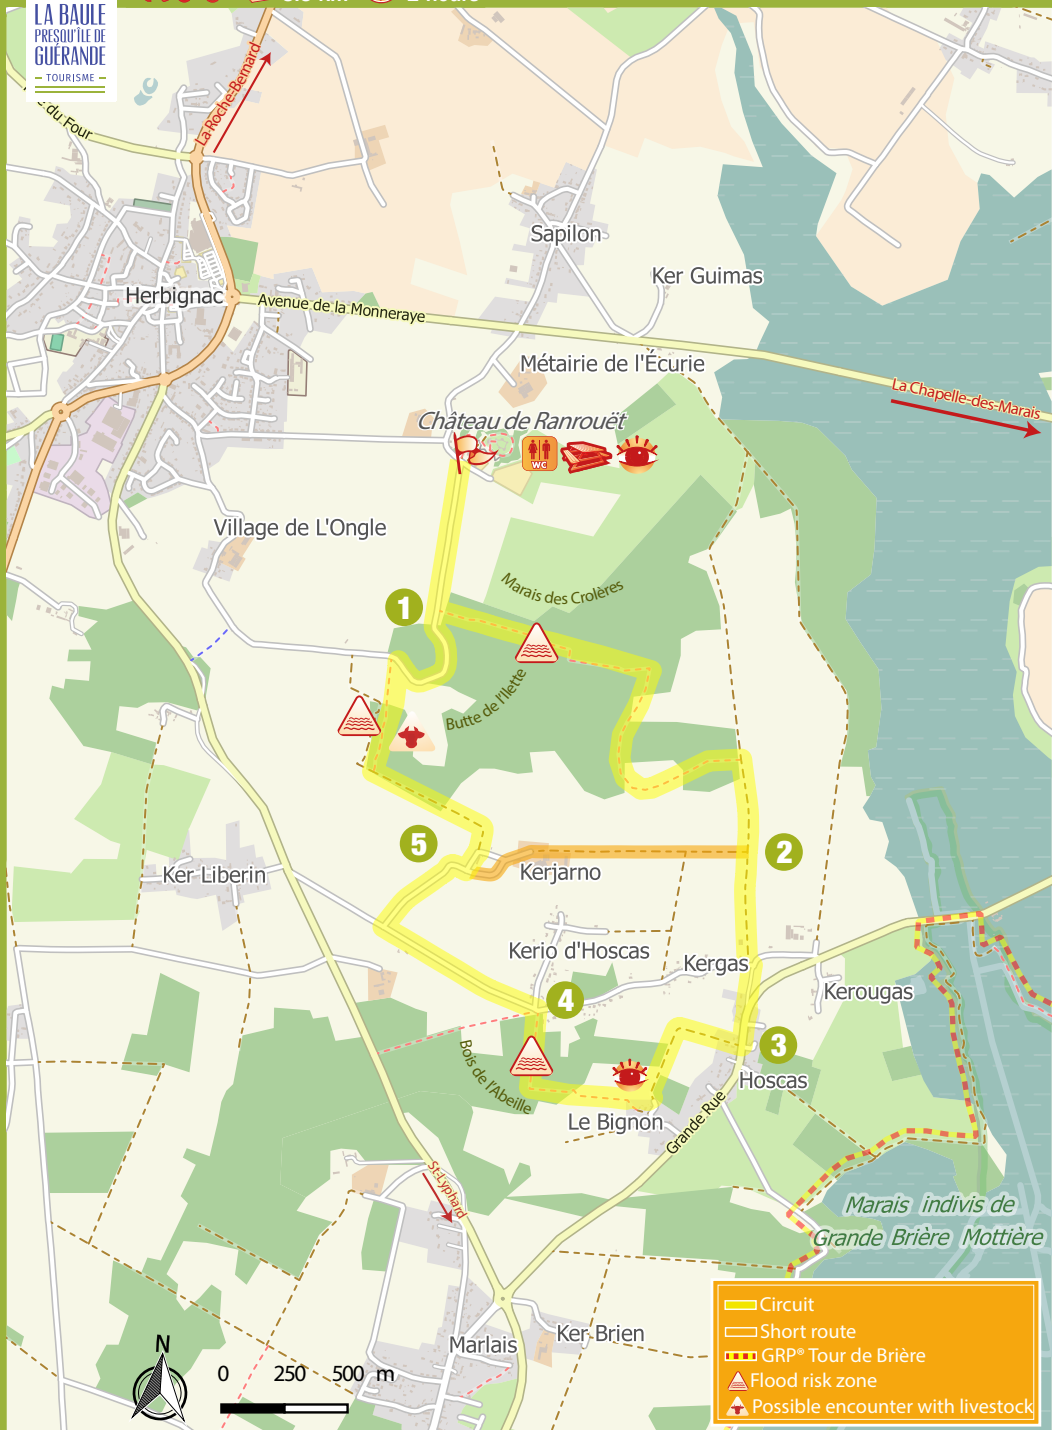 LA BAULE
PRESQU'ÎLE DE
GUÉRANDE
TOURISME
du Four
La Roche-Bernard
Sapilon
Ker Guimas
Herbignac
Avenue de la Monneraye
Métairie de l'Écurie
La Chapelle-des-Marais
Château de Ranrouët
WC
Village de L'Ongle
Marais des Crolères
1
Butte de l'Ilette
5
2
Ker Liberin
Kerjarno
Kerio d'Hoscas
Kergas
Kerougas
4
3
Bois de l'Abeille
Hoscas
Le Bignon
Grande Rue
St-Lyphard
Marais indivis de
Grande Brière Mottière
Ker Brien
Marlais
N
0 250 500 m
Circuit
Short route
GRP® Tour de Brière
Flood risk zone
Possible encounter with livestock